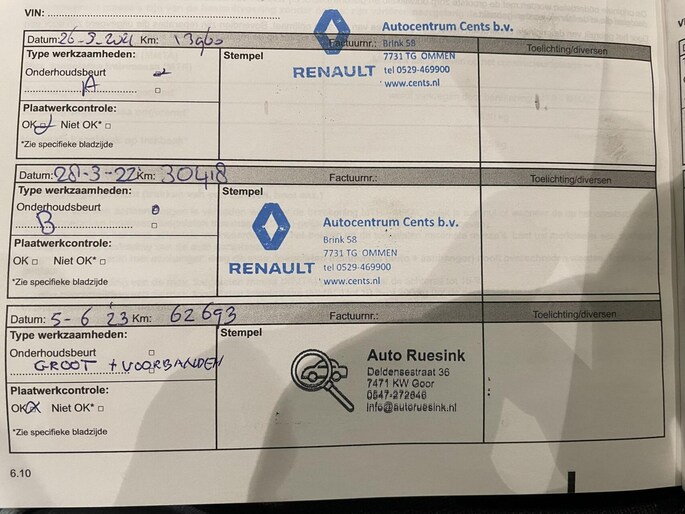 VIN:
Datum: 26-9-2021 Km: 13960 Factuurnr.:
Toelichting/diversen
Type werkzaamheden:
Onderhoudsbeurt
A
Plaatwerkcontrole:
OK Niet OK*
*Zie specifieke bladzijde
Stempel
RENAULT
Autocentrum Cents b.v.
Brink 58
7731 TG OMMEN
tel 0529-469900
www.cents.nl
Datum: 28-3-22 Km: 30418 Factuurnr.:
Toelichting/diversen
Type werkzaamheden:
Onderhoudsbeurt
B
Plaatwerkcontrole:
OK Niet OK*
*Zie specifieke bladzijde
Stempel
RENAULT
Autocentrum Cents b.v.
Brink 58
7731 TG OMMEN
tel 0529-469900
www.cents.nl
Datum: 5-6 '23 Km: 62693 Factuurnr.:
Toelichting/diversen
Type werkzaamheden:
Onderhoudsbeurt
GROOT + VOORBANDEN
Plaatwerkcontrole:
OK Niet OK*
*Zie specifieke bladzijde
Stempel
Auto Ruesink
Deldensestraat 36
7471 KW Goor
0547-272648
info@autoruesink.nl
6.10